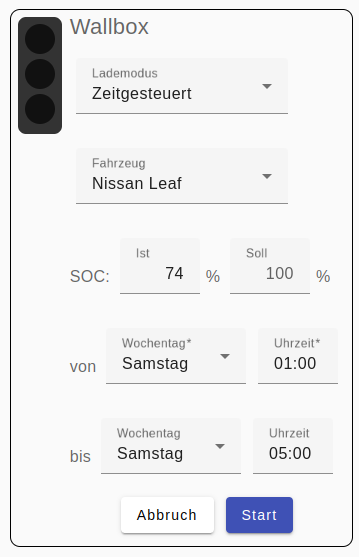 Wallbox
Lademodus
Zeitgesteuert
Fahrzeug
Nissan Leaf
Ist
Soll
SOC: 74 % 100 %
Wochentag* Uhrzeit*
von Samstag 01:00
Wochentag Uhrzeit
bis Samstag 05:00
Abbruch Start